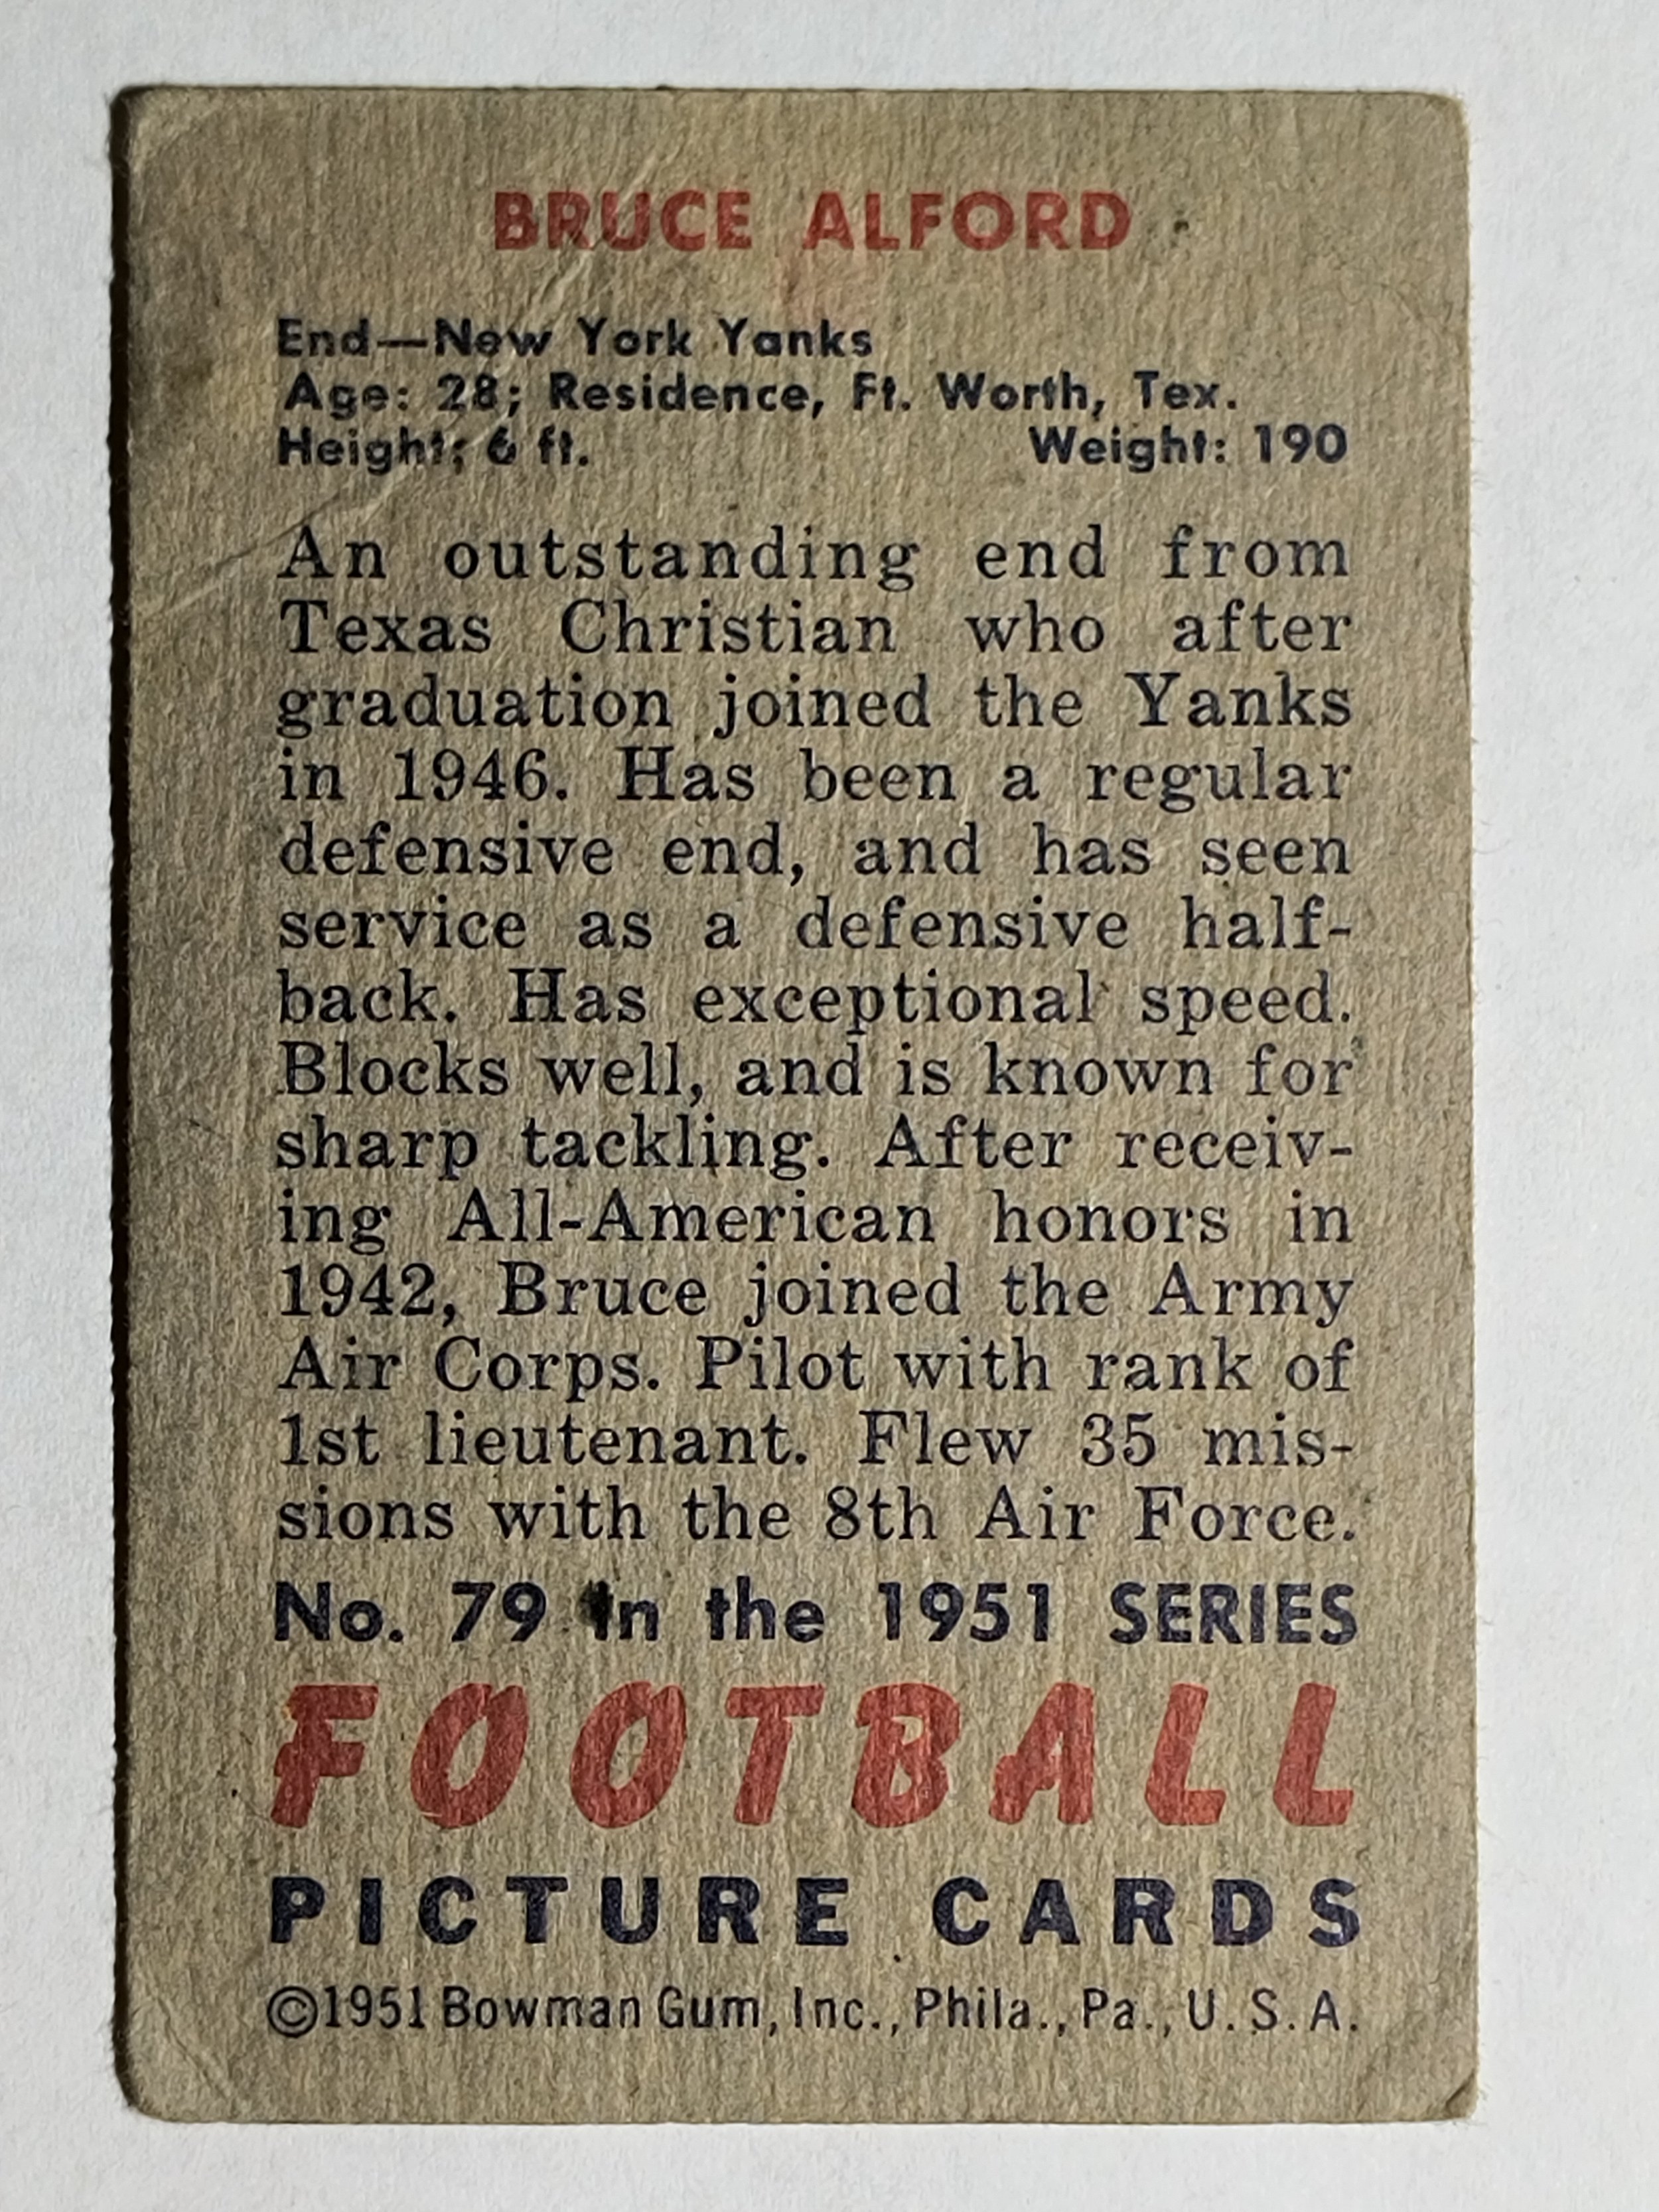 BRUCE ALFORD
End—New York Yanks
Age: 28; Residence, Ft. Worth, Tex.
Height; 6 ft. Weight: 190
An outstanding end from
Texas Christian who after
graduation joined the Yanks
in 1946. Has been a regular
defensive end, and has seen
service as a defensive half-
back. Has exceptional speed.
Blocks well, and is known for
sharp tackling. After receiv-
ing All-American honors in
1942, Bruce joined the Army
Air Corps. Pilot with rank of
1st lieutenant. Flew 35 mis-
sions with the 8th Air Force.
No. 79 in the 1951 SERIES
FOOTBALL
PICTURE CARDS
©1951 Bowman Gum, Inc., Phila., Pa., U.S.A.